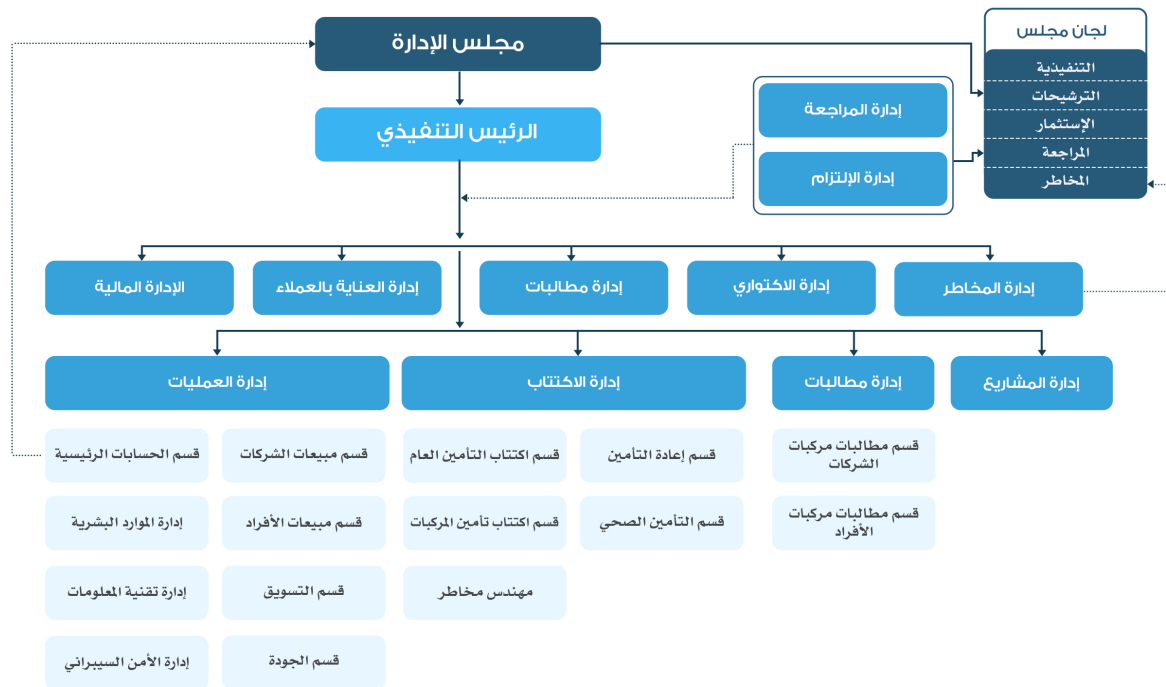 مجلس الإدارة
لجان مجلس
التنفيذية
الترشيحات
الإستثمار
المراجعة
المخاطر
الرئيس التنفيذي
إدارة المراجعة
إدارة الإلتزام
إدارة المخاطر
إدارة الاكتواري
إدارة مطالبات
إدارة العناية بالعملاء
الإدارة المالية
إدارة المشاريع
إدارة مطالبات
إدارة الاكتتاب
إدارة العمليات
قسم مطالبات مركبات
الشركات
قسم مطالبات مركبات
الأفراد
قسم إعادة التأمين
قسم اكتتاب التأمين العام
قسم التأمين الصحي
قسم اكتتاب تأمين المركبات
مهندس مخاطر
قسم مبيعات الشركات
قسم الحسابات الرئيسية
قسم مبيعات الأفراد
إدارة الموارد البشرية
قسم التسويق
إدارة تقنية المعلومات
قسم الجودة
إدارة الأمن السيبراني